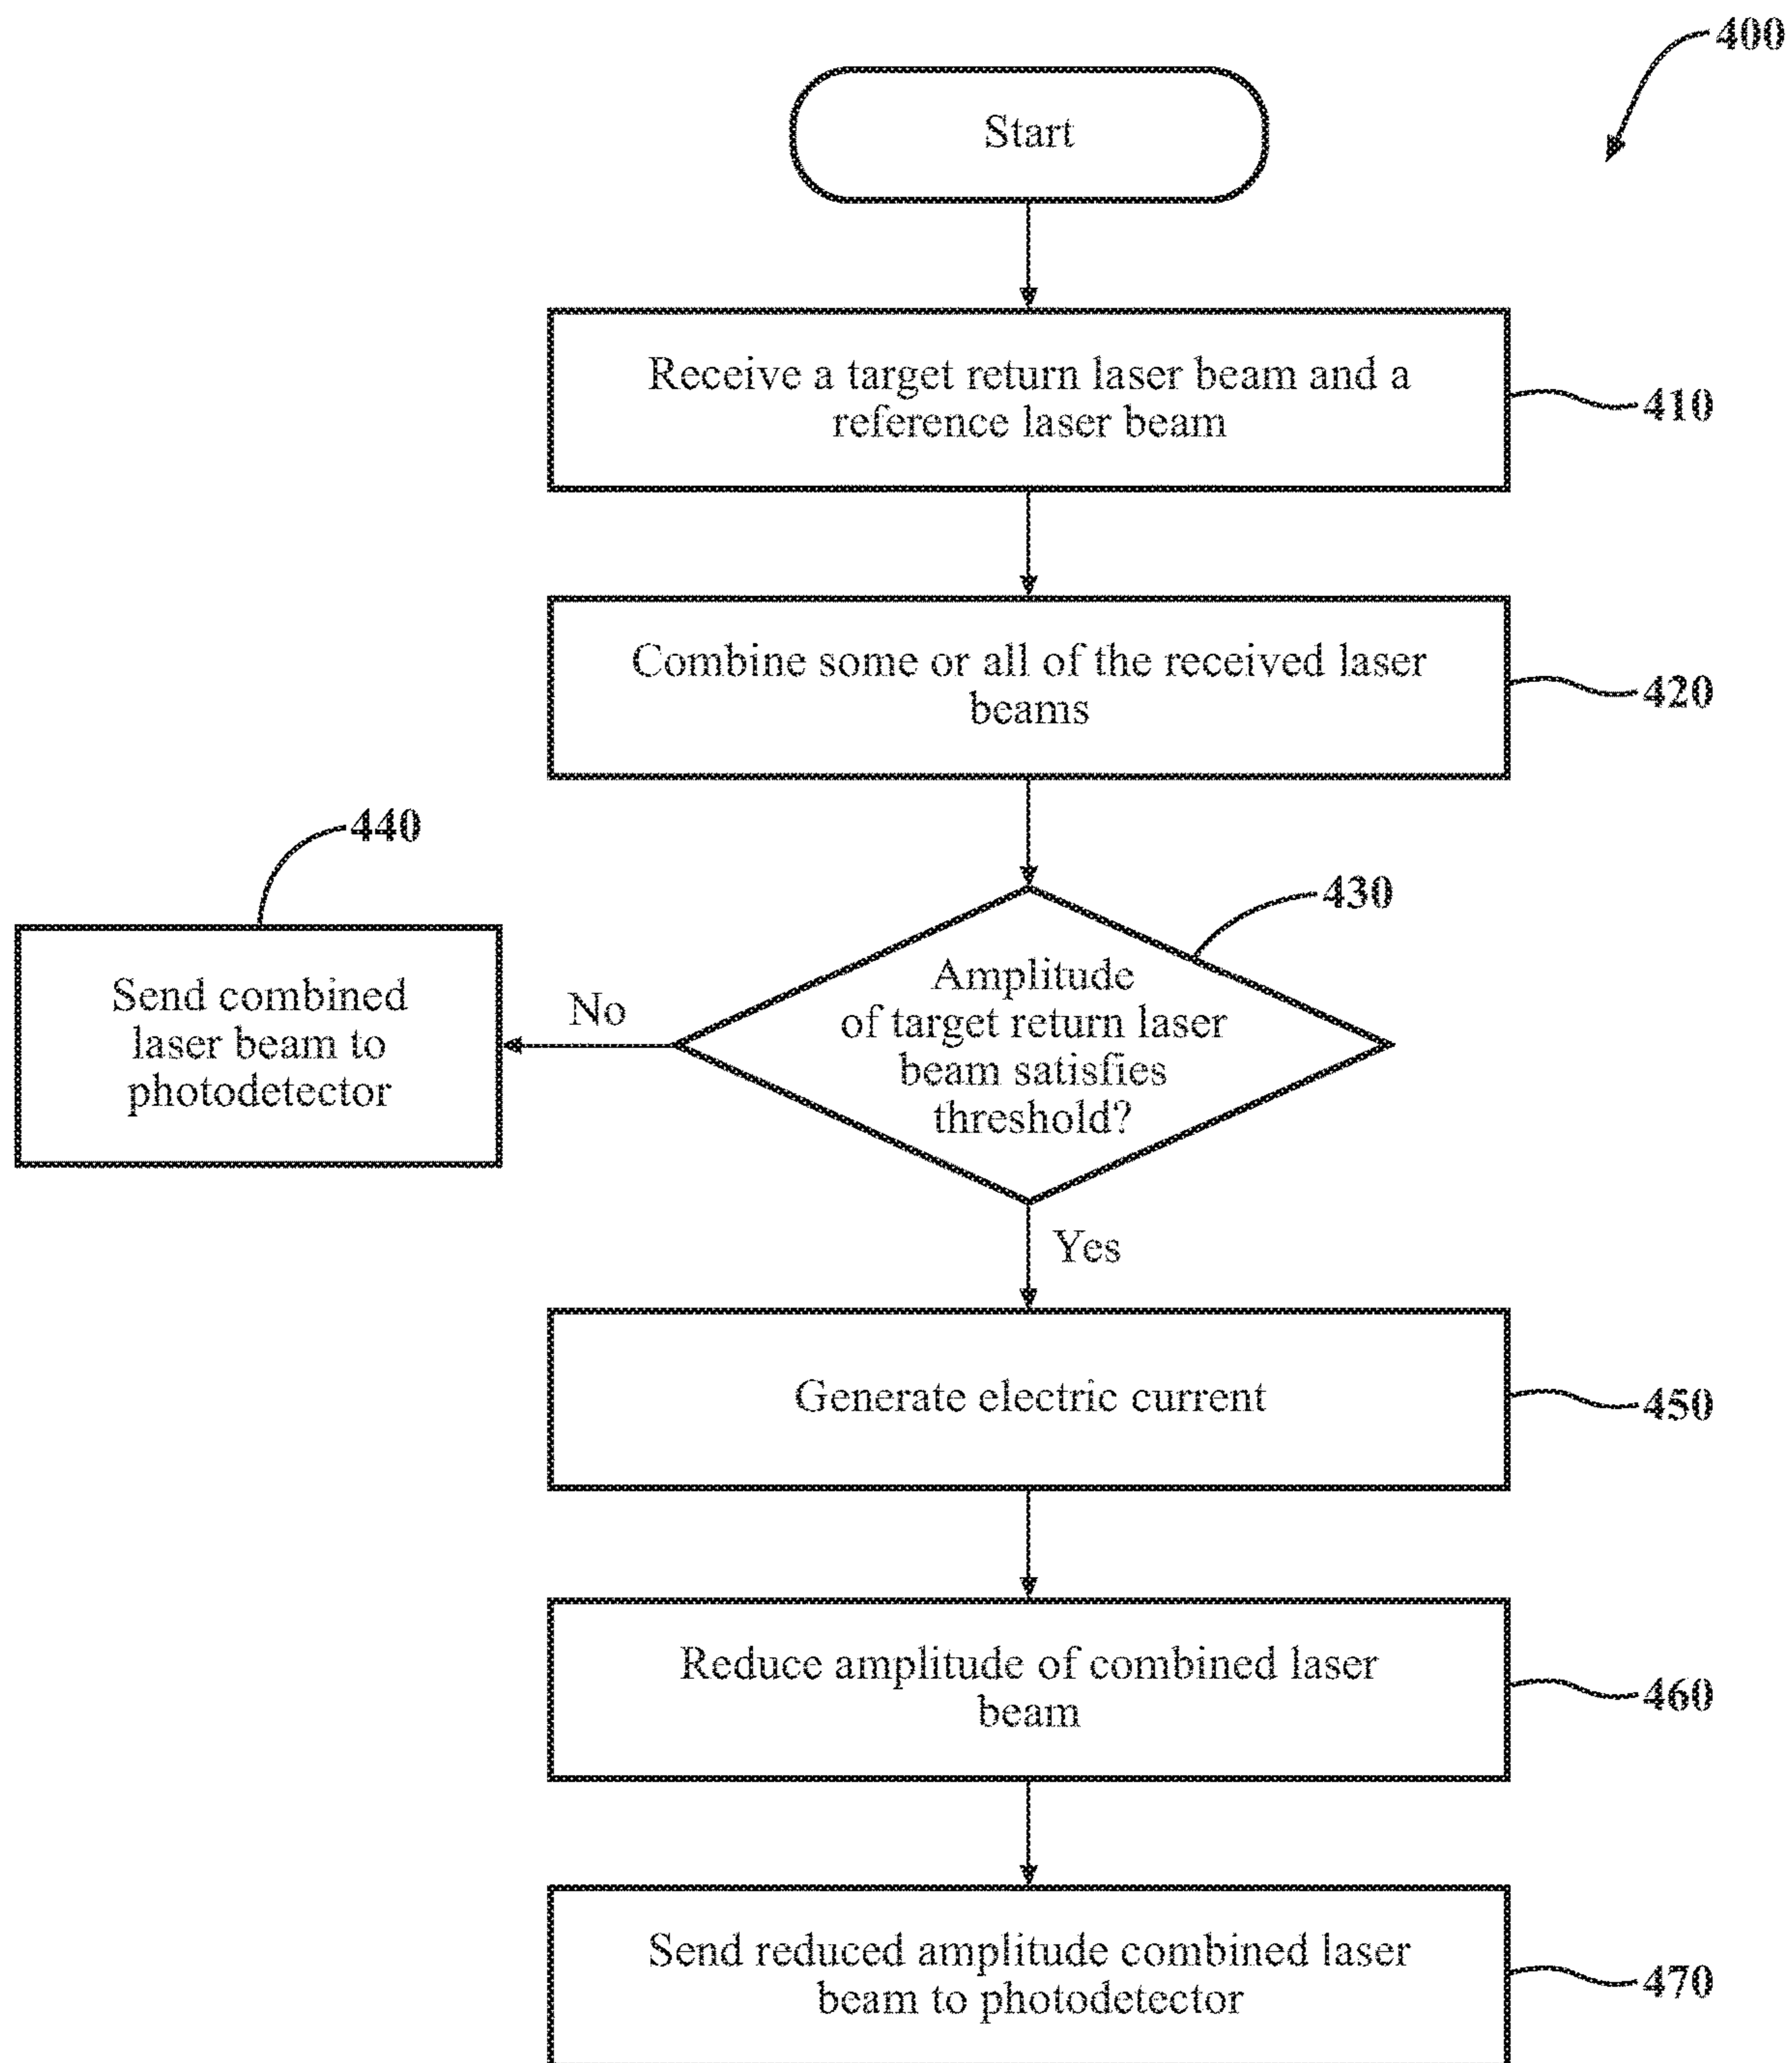 400
Start
Receive a target return laser beam and a
reference laser beam
410
Combine some or all of the received laser
beams
420
440
430
Send combined
laser beam to
photodetector
No
Amplitude
of target return laser
beam satisfies
threshold?
Yes
Generate electric current
450
Reduce amplitude of combined laser
beam
460
Send reduced amplitude combined laser
beam to photodetector
470